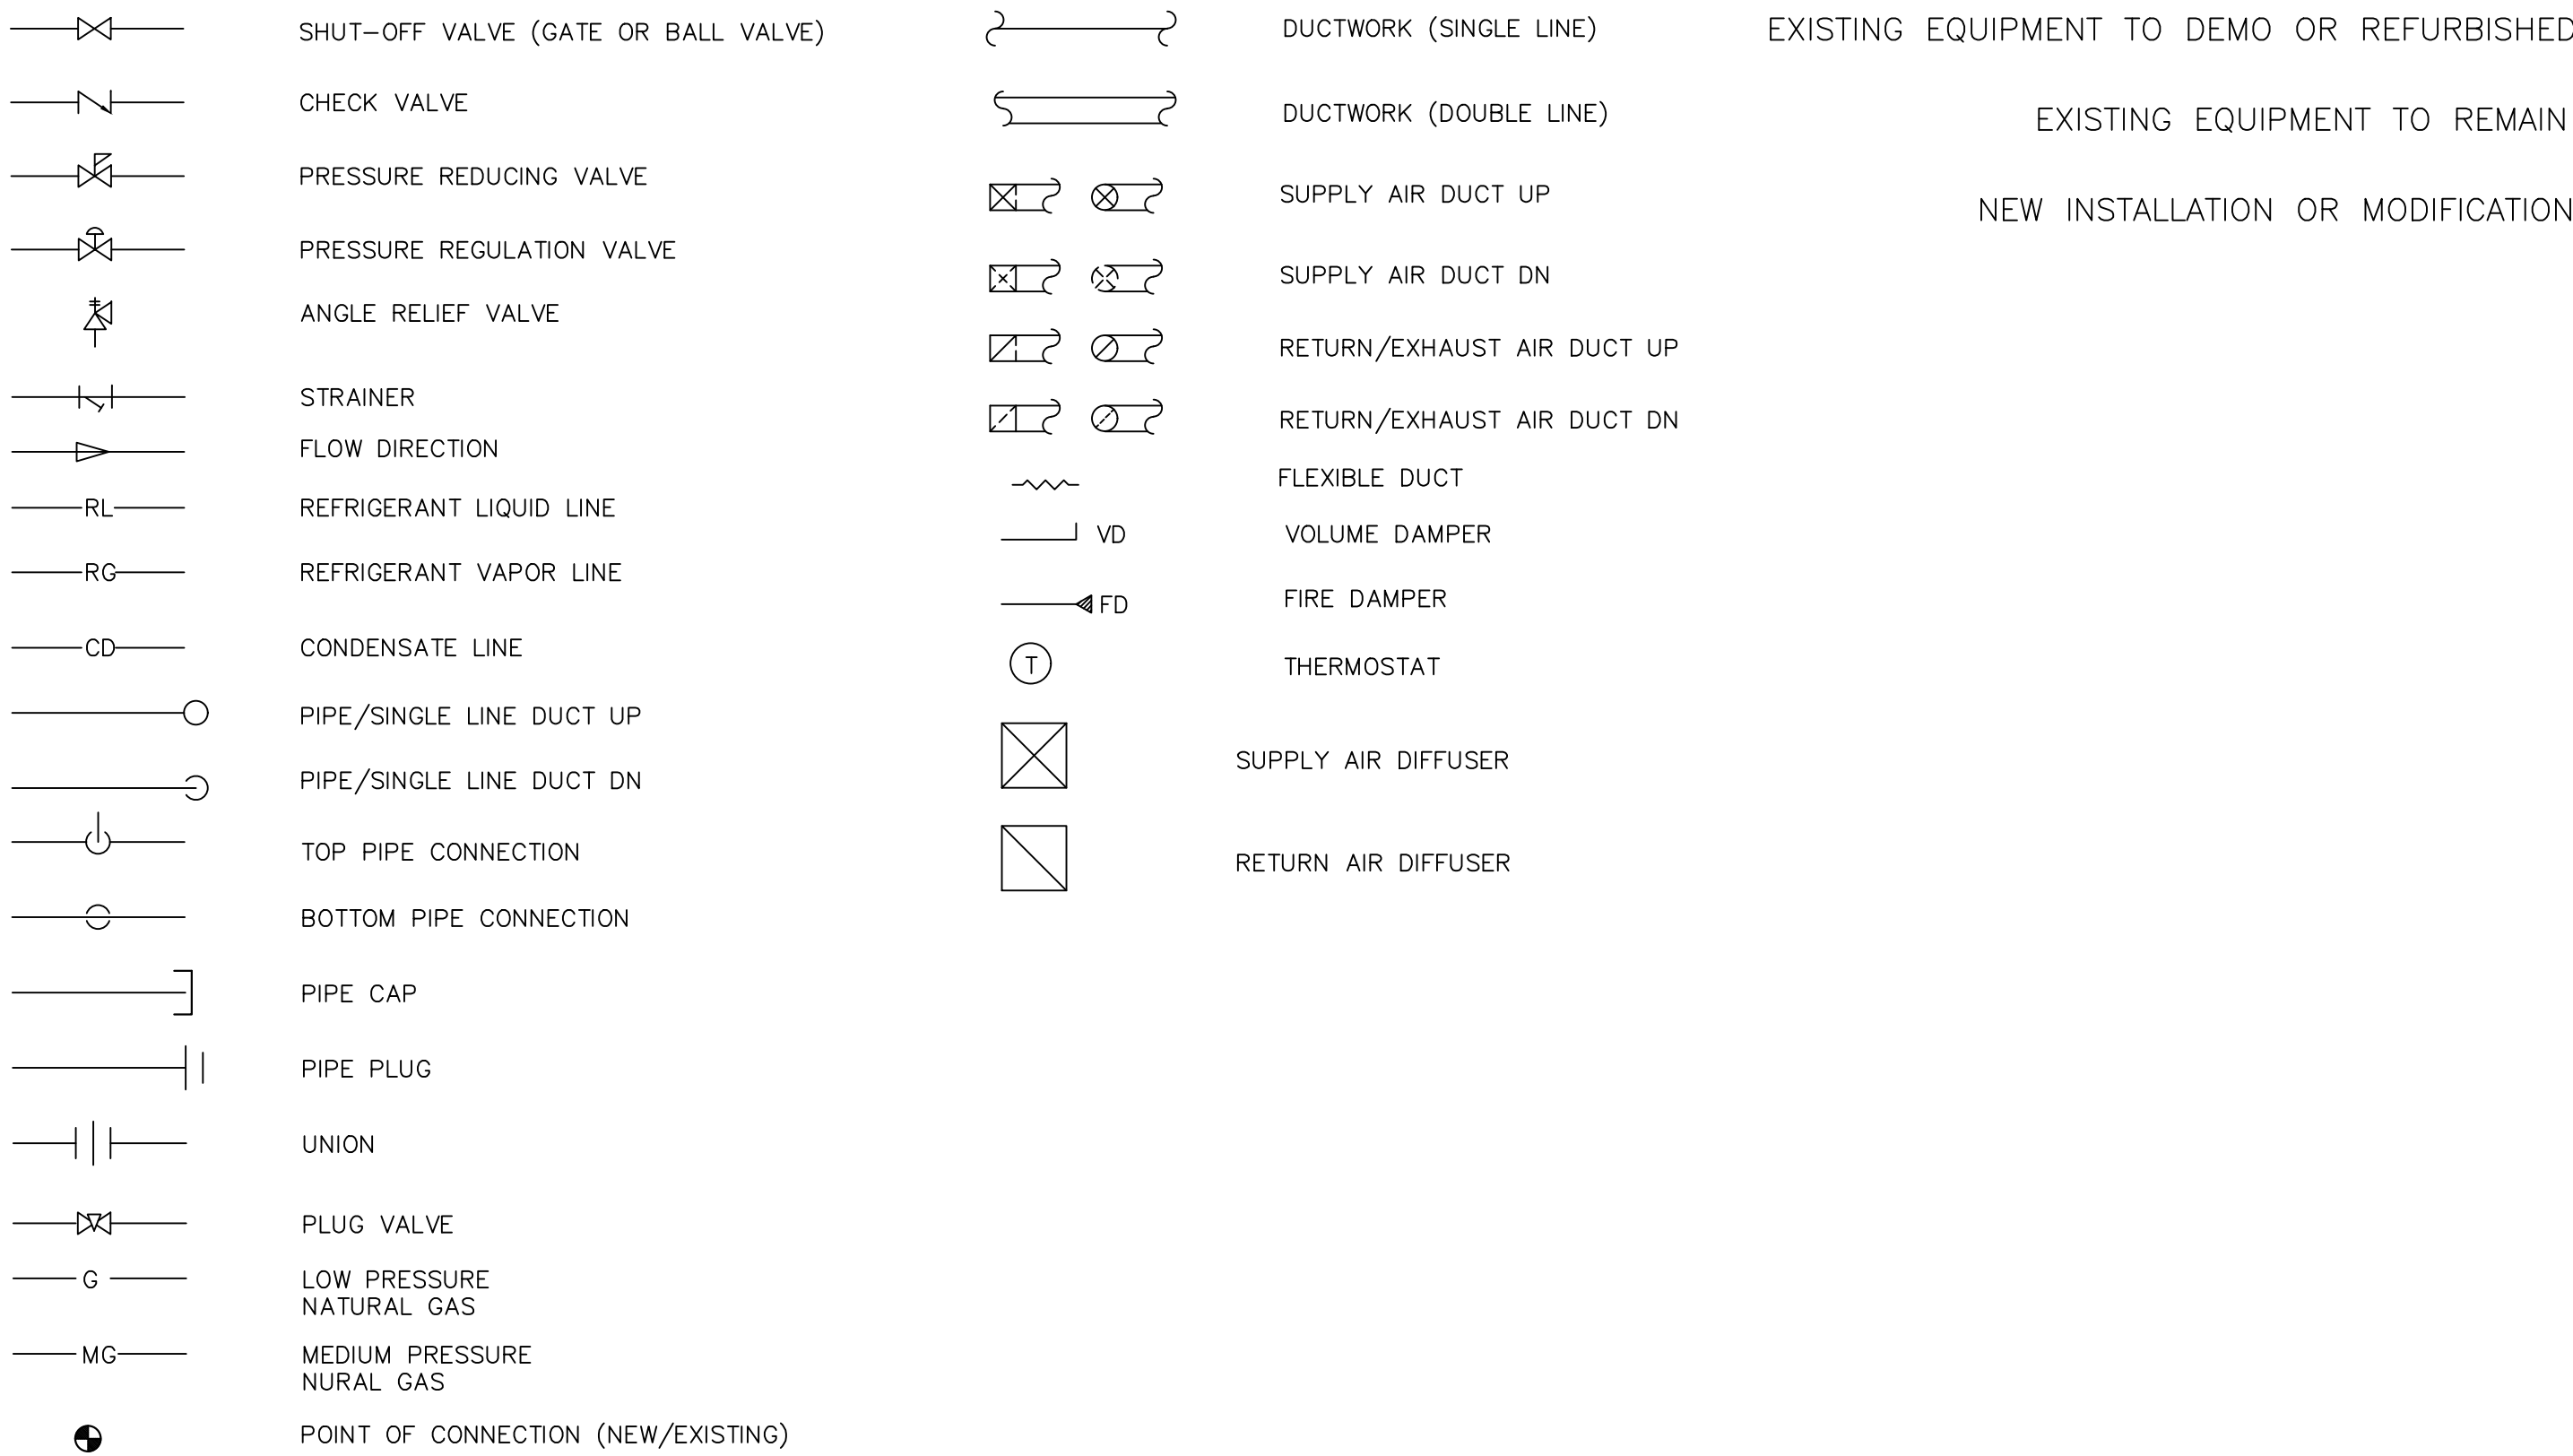 SHUT-OFF VALVE (GATE OR BALL VALVE)
CHECK VALVE
PRESSURE REDUCING VALVE
PRESSURE REGULATION VALVE
ANGLE RELIEF VALVE
STRAINER
FLOW DIRECTION
RL REFRIGERANT LIQUID LINE
RG REFRIGERANT VAPOR LINE
CD CONDENSATE LINE
PIPE/SINGLE LINE DUCT UP
PIPE/SINGLE LINE DUCT DN
TOP PIPE CONNECTION
BOTTOM PIPE CONNECTION
PIPE CAP
PIPE PLUG
UNION
PLUG VALVE
G LOW PRESSURE
NATURAL GAS
MG MEDIUM PRESSURE
NURAL GAS
POINT OF CONNECTION (NEW/EXISTING)
DUCTWORK (SINGLE LINE)
DUCTWORK (DOUBLE LINE)
SUPPLY AIR DUCT UP
SUPPLY AIR DUCT DN
RETURN/EXHAUST AIR DUCT UP
RETURN/EXHAUST AIR DUCT DN
FLEXIBLE DUCT
VD VOLUME DAMPER
FD FIRE DAMPER
T THERMOSTAT
SUPPLY AIR DIFFUSER
RETURN AIR DIFFUSER
EXISTING EQUIPMENT TO DEMO OR REFURBISHED
EXISTING EQUIPMENT TO REMAIN
NEW INSTALLATION OR MODIFICATION